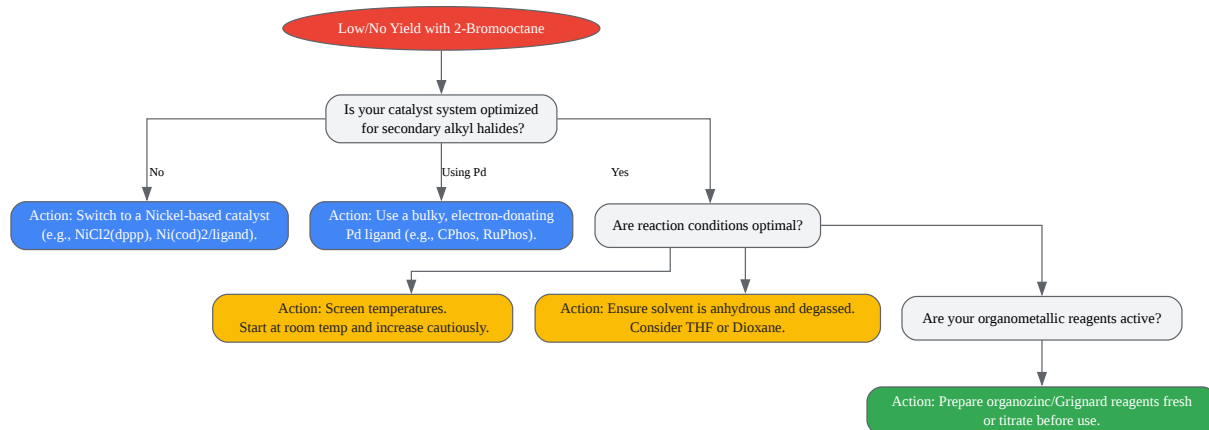 Low/No Yield with 2-Bromooctane
Is your catalyst system optimized
for secondary alkyl halides?
No
Using Pd
Yes
Action: Switch to a Nickel-based catalyst
(e.g., NiCl2(dppp), Ni(cod)2/ligand).
Action: Use a bulky, electron-donating
Pd ligand (e.g., CPhos, RuPhos).
Are reaction conditions optimal?
Action: Screen temperatures.
Start at room temp and increase cautiously.
Action: Ensure solvent is anhydrous and degassed.
Consider THF or Dioxane.
Are your organometallic reagents active?
Action: Prepare organozinc/Grignard reagents fresh
or titrate before use.